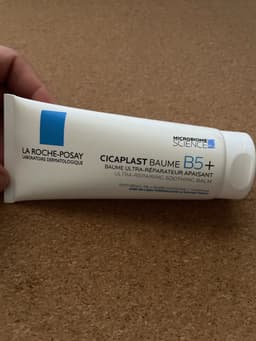 MICROBIOME
SCIENCE
LA ROCHE-POSAY
LABORATOIRE DERMATOLOGIQUE
CICAPLAST BAUME B5+
BAUME ULTRA-RÉPARATEUR APAISANT
ULTRA-REPAIRING SOOTHING BALM